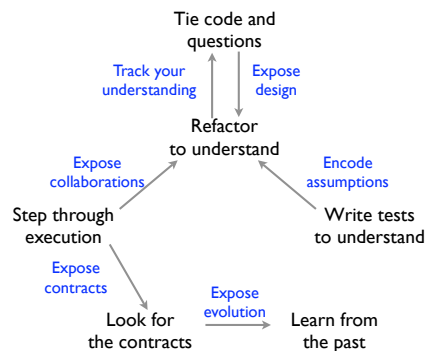 Tie code and
questions
Track your
understanding
Expose
design
Refactor
to understand
Expose
collaborations
Encode
assumptions
Step through
execution
Write tests
to understand
Expose
contracts
Expose
evolution
Look for
the contracts
Learn from
the past